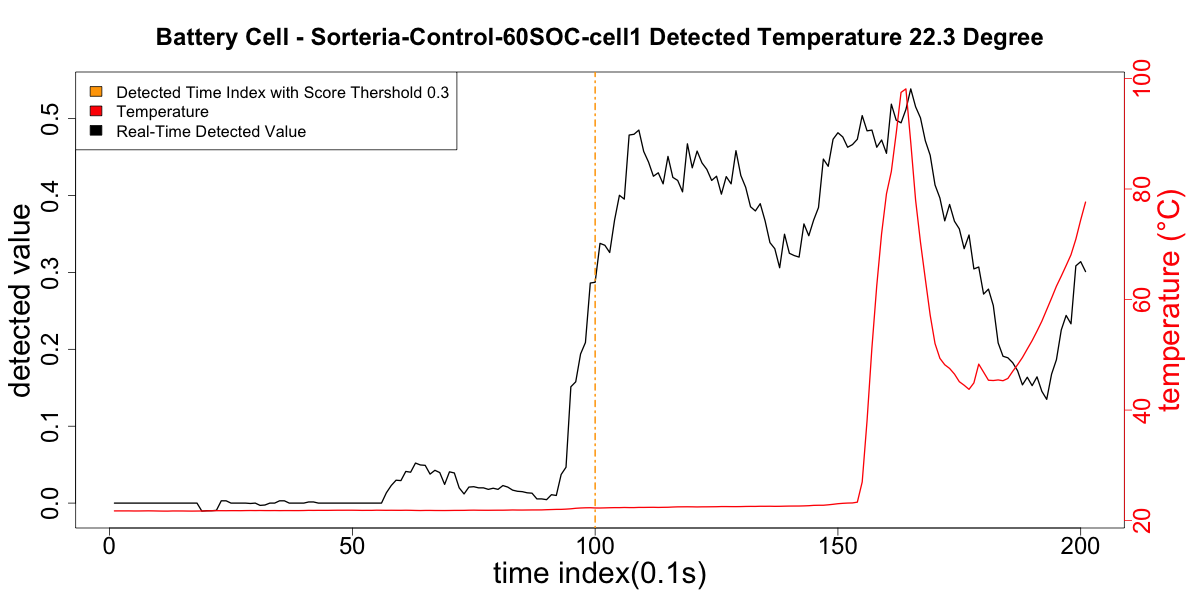 Battery Cell - Sorteria-Control-60SOC-cell1 Detected Temperature 22.3 Degree
Detected Time Index with Score Thershold 0.3
Temperature
Real-Time Detected Value
detected value
0.0
0.1
0.2
0.3
0.4
0.5
temperature (°C)
20
40
60
80
100
0
50
100
150
200
time index(0.1s)